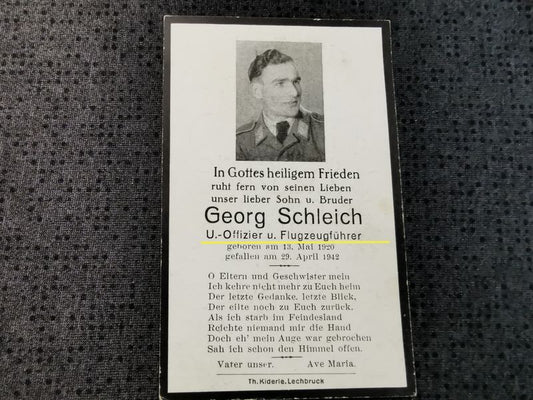 In Gottes heiligem Frieden
ruht fern von seinen Lieben
unser lieber Sohn u. Bruder
Georg Schleich
U.-Offizier u. Flugzeugführer
geboren am 13. Mai 1920
gefallen am 29. April 1942
O Eltern und Geschwister mein
Ich kehre nicht mehr zu Euch heim
Der letzte Gedanke, letzte Blick,
Der eilte noch zu Euch zurück.
Als ich starb im Feindesland
Reichte niemand mir die Hand
Doch eh' mein Auge war gebrochen
Sah ich schon den Himmel offen.
Vater unser. Ave Maria.
Th. Kiderle, Lechbruck